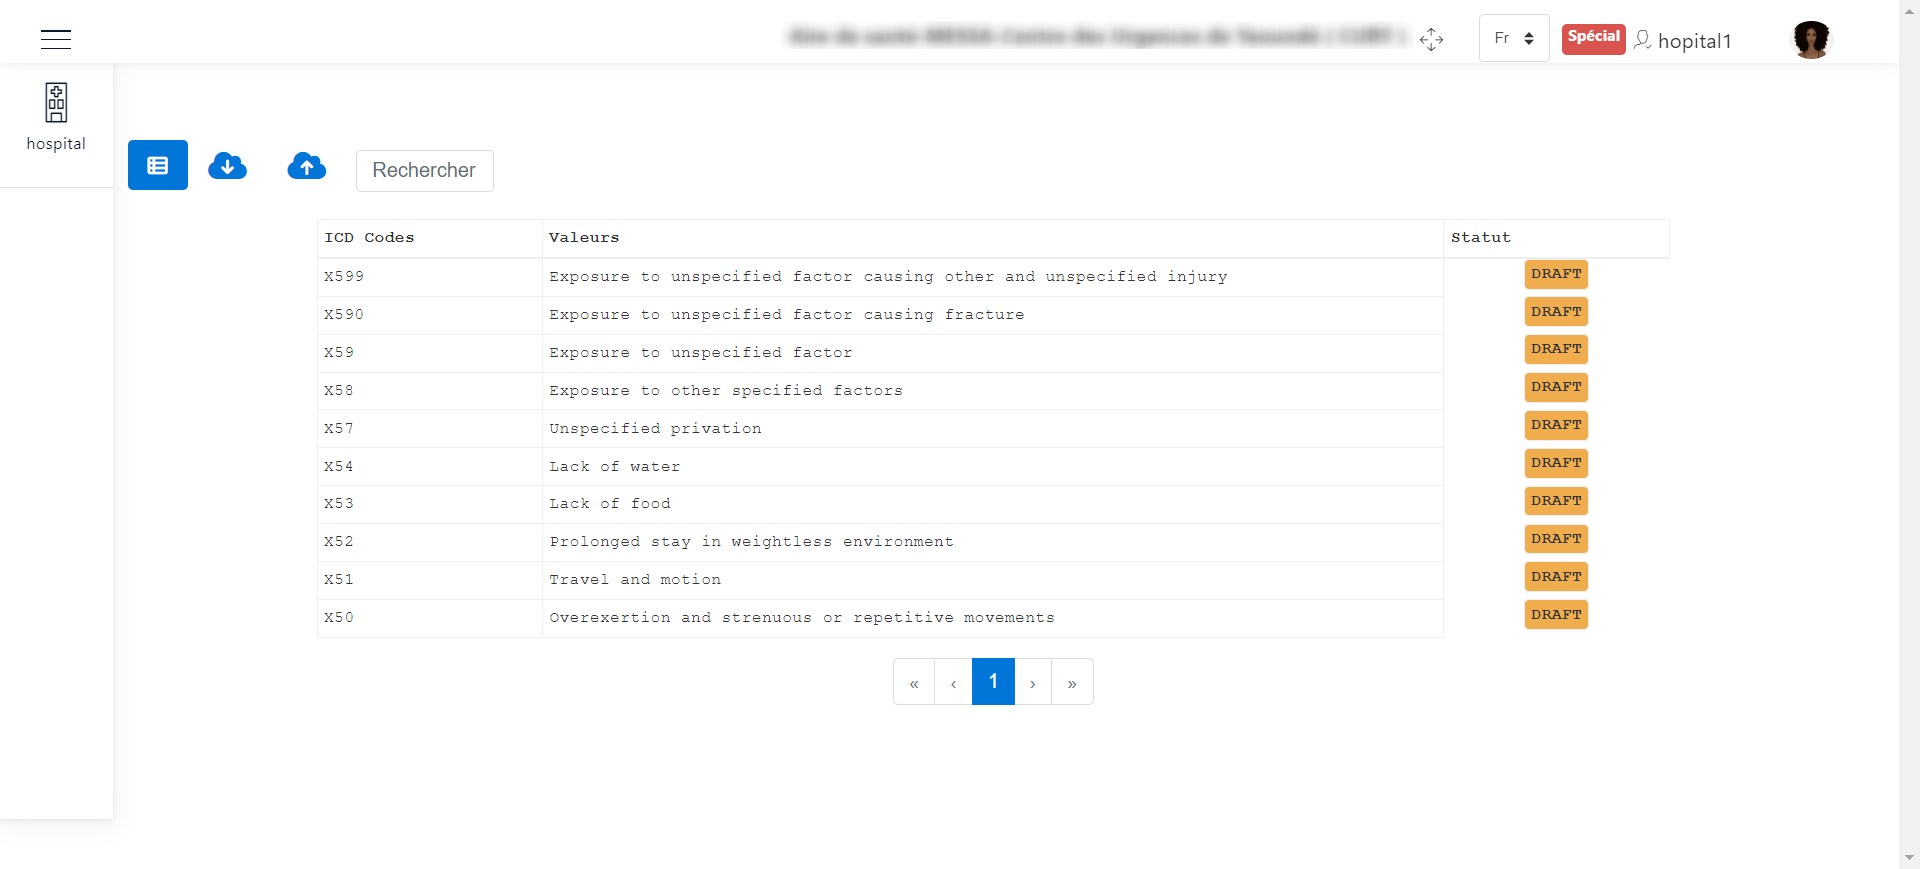 Fr
Spécial
hopital1
hospital
Rechercher
ICD Codes Valeurs Statut
X599 Exposure to unspecified factor causing other and unspecified injury DRAFT
X590 Exposure to unspecified factor causing fracture DRAFT
X59 Exposure to unspecified factor DRAFT
X58 Exposure to other specified factors DRAFT
X57 Unspecified privation DRAFT
X54 Lack of water DRAFT
X53 Lack of food DRAFT
X52 Prolonged stay in weightless environment DRAFT
X51 Travel and motion DRAFT
X50 Overexertion and strenuous or repetitive movements DRAFT
« ‹ 1 › »